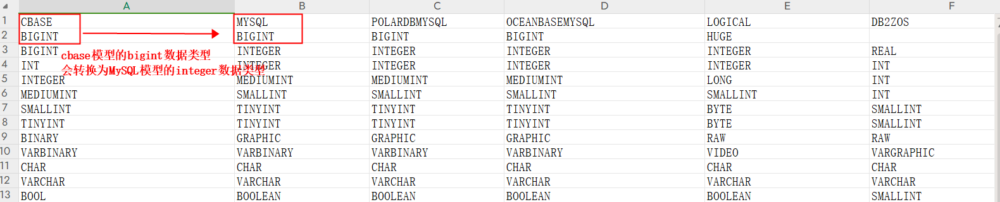 A B C D E F
1 CBASE MYSQL POLARDBMYSQL OCEANBASEMYSQL LOGICAL DB2ZOS
2 BIGINT BIGINT BIGINT BIGINT HUGE
3 BIGINT INTEGER INTEGER INTEGER INTEGER REAL
cbase模型的bigint数据类型
4 INT INTEGER INTEGER INTEGER INTEGER INT
会转换为MySQL模型的integer数据类型
5 INTEGER MEDIUMINT MEDIUMINT MEDIUMINT LONG INT
6 MEDIUMINT SMALLINT SMALLINT SMALLINT SMALLINT INT
7 SMALLINT TINYINT TINYINT TINYINT BYTE SMALLINT
8 TINYINT TINYINT TINYINT TINYINT BYTE SMALLINT
9 BINARY GRAPHIC GRAPHIC GRAPHIC RAW RAW
10 VARBINARY VARBINARY VARBINARY VARBINARY VIDEO VARGRAPHIC
11 CHAR CHAR CHAR CHAR CHAR CHAR
12 VARCHAR VARCHAR VARCHAR VARCHAR VARCHAR VARCHAR
13 BOOL BOOLEAN BOOLEAN BOOLEAN BOOLEAN SMALLINT